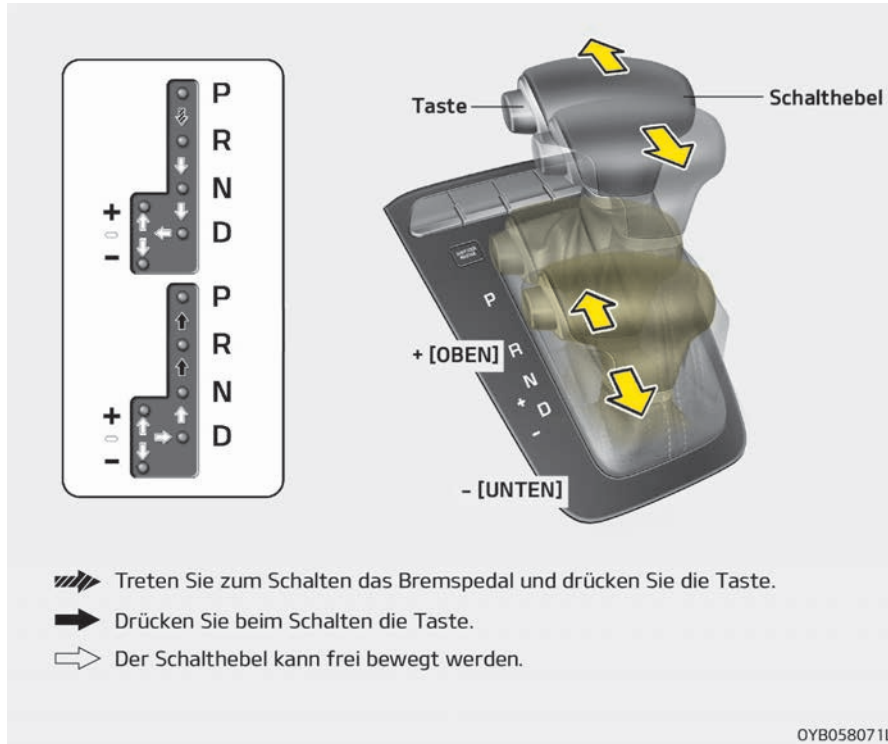 P
R
N
+
D
-
P
R
N
+
D
-
Taste
Schalthebel
P
+ [OBEN]
R
N
+
D
-
- [UNTEN]
Treten Sie zum Schalten das Bremspedal und drücken Sie die Taste.
Drücken Sie beim Schalten die Taste.
Der Schalthebel kann frei bewegt werden.